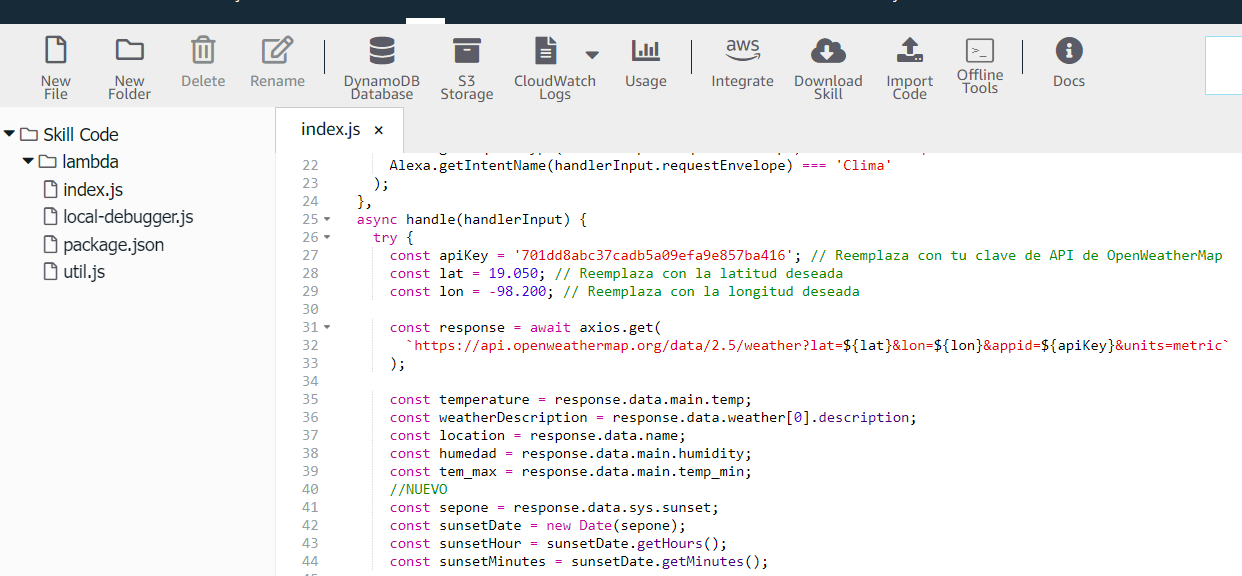 New
File
New
Folder
Delete
Rename
DynamoDB
Database
S3
Storage
CloudWatch
Logs
Usage
aws
Integrate
Download
Skill
Import
Code
>_
Offline
Tools
i
Docs
Skill Code
lambda
index.js
local-debugger.js
package.json
util.js
index.js ×
22 Alexa.getIntentName(handlerInput.requestEnvelope) === 'Clima'
23 );
24 },
25 async handle(handlerInput) {
26 try {
27 const apiKey = '701dd8abc37cadb5a09efa9e857ba416'; // Reemplaza con tu clave de API de OpenWeatherMap
28 const lat = 19.050; // Reemplaza con la latitud deseada
29 const lon = -98.200; // Reemplaza con la longitud deseada
30
31 const response = await axios.get(
32 `https://api.openweathermap.org/data/2.5/weather?lat=${lat}&lon=${lon}&appid=${apiKey}&units=metric`
33 );
34
35 const temperature = response.data.main.temp;
36 const weatherDescription = response.data.weather[0].description;
37 const location = response.data.name;
38 const humedad = response.data.main.humidity;
39 const tem_max = response.data.main.temp_min;
40 //NUEVO
41 const sepone = response.data.sys.sunset;
42 const sunsetDate = new Date(sepone);
43 const sunsetHour = sunsetDate.getHours();
44 const sunsetMinutes = sunsetDate.getMinutes();